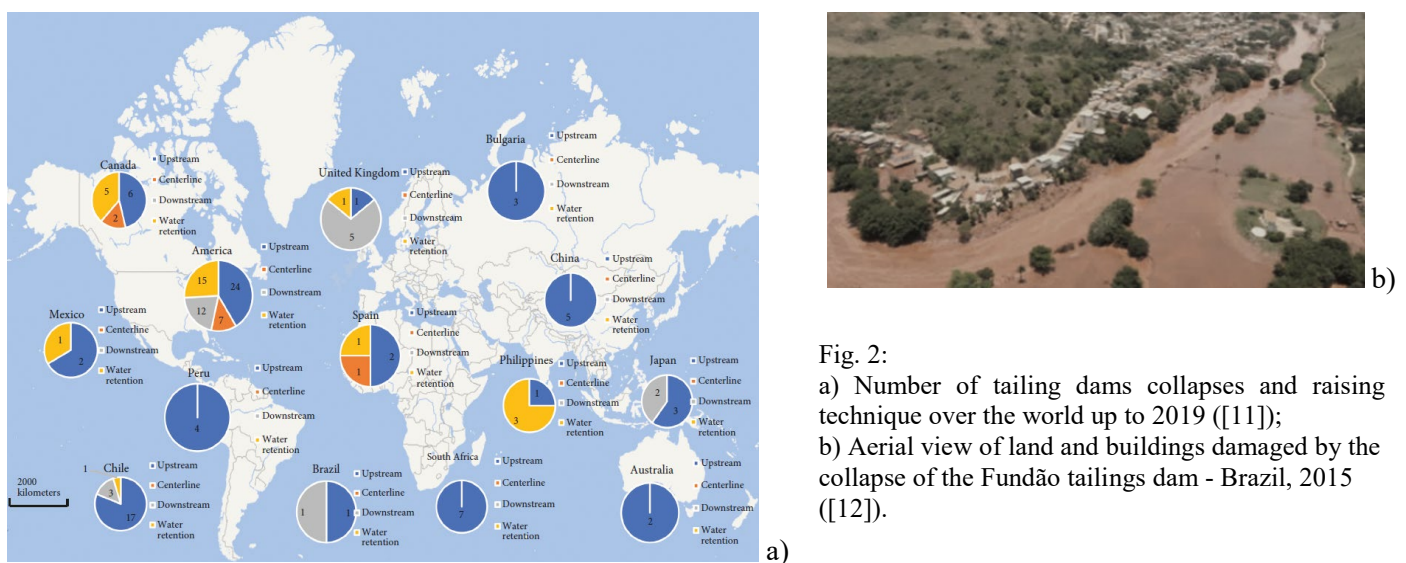 Canada
Upstream
Centerline
Downstream
Water
retention
5
6
2
America
Upstream
Centerline
Downstream
Water
retention
15
24
12
7
Mexico
Upstream
Centerline
Downstream
Water
retention
1
2
Peru
Upstream
Centerline
Downstream
Water
retention
4
Chile
Upstream
Centerline
Downstream
Water
retention
1
3
17
2000
kilometers
United Kingdom
Upstream
Centerline
Downstream
Water
retention
1
1
5
Bulgaria
Upstream
Centerline
Downstream
Water
retention
3
China
Upstream
Centerline
Downstream
Water
retention
5
Spain
Upstream
Centerline
Downstream
Water
retention
1
2
1
Philippines
Upstream
Centerline
Downstream
Water
retention
1
3
Japan
Upstream
Centerline
Downstream
Water
retention
2
3
Brazil
Upstream
Centerline
Downstream
Water
retention
1
1
South Africa
Upstream
Centerline
Downstream
Water
retention
7
Australia
Upstream
Centerline
Downstream
Water
retention
2
a)
b)
Fig. 2:
a) Number of tailing dams collapses and raising
technique over the world up to 2019 ([11]);
b) Aerial view of land and buildings damaged by the
collapse of the Fundão tailings dam - Brazil, 2015
([12]).